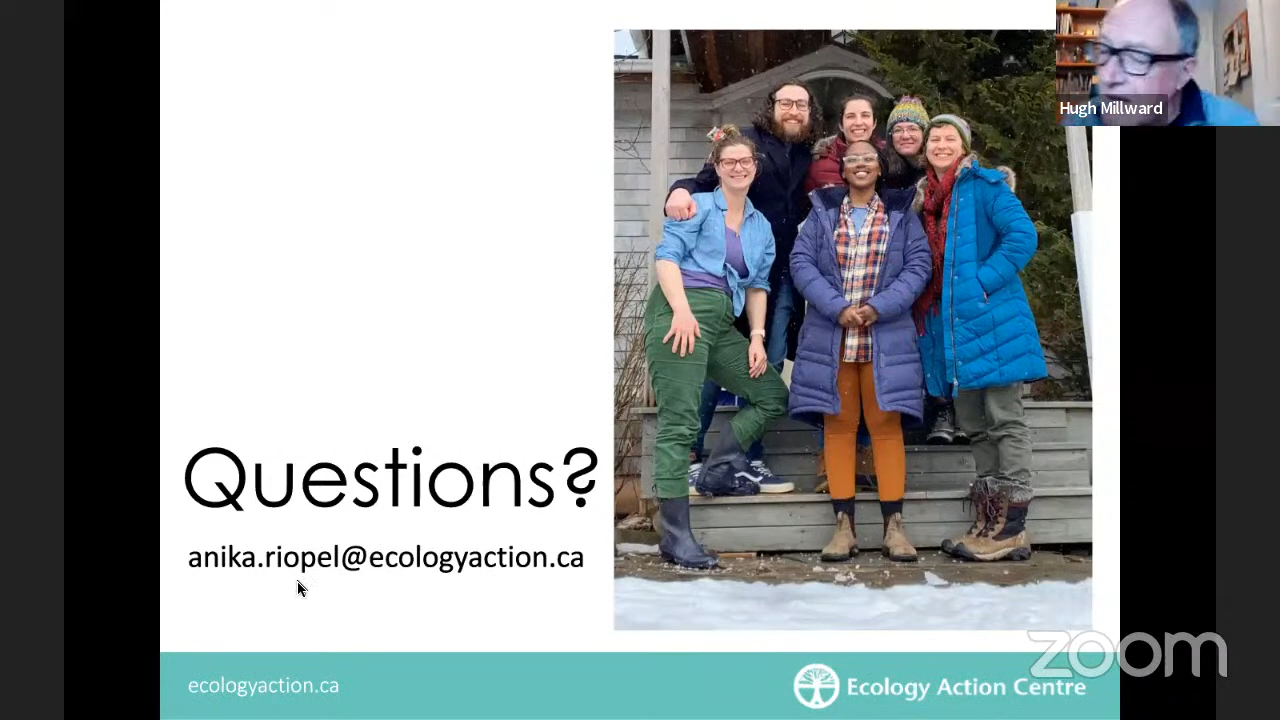 Hugh Millward
Questions?
anika.riopel@ecologyaction.ca
zoom
ecologyaction.ca
Ecology Action Centre